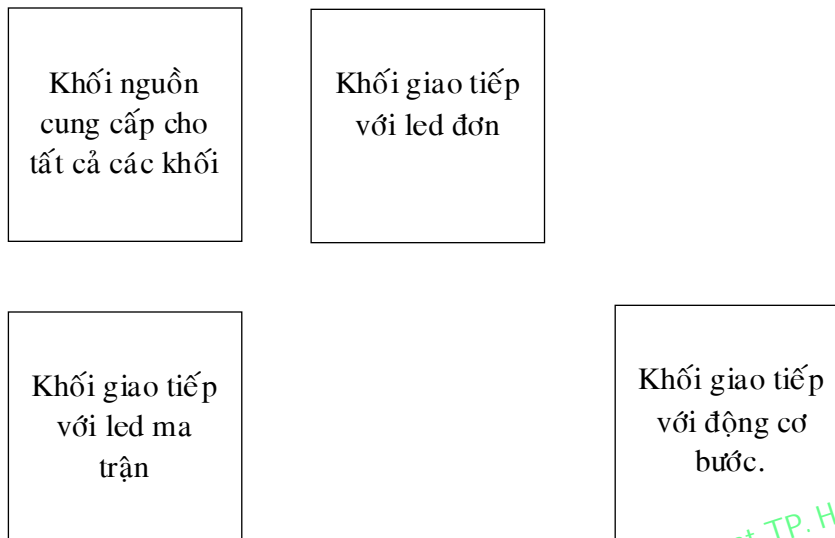 Khối nguồn
cung cấp cho
tất cả các khối
Khối giao tiếp
với led đơn
Khối giao tiếp
với led ma
trận
Khối giao tiếp
với động cơ
bước.
TP. H